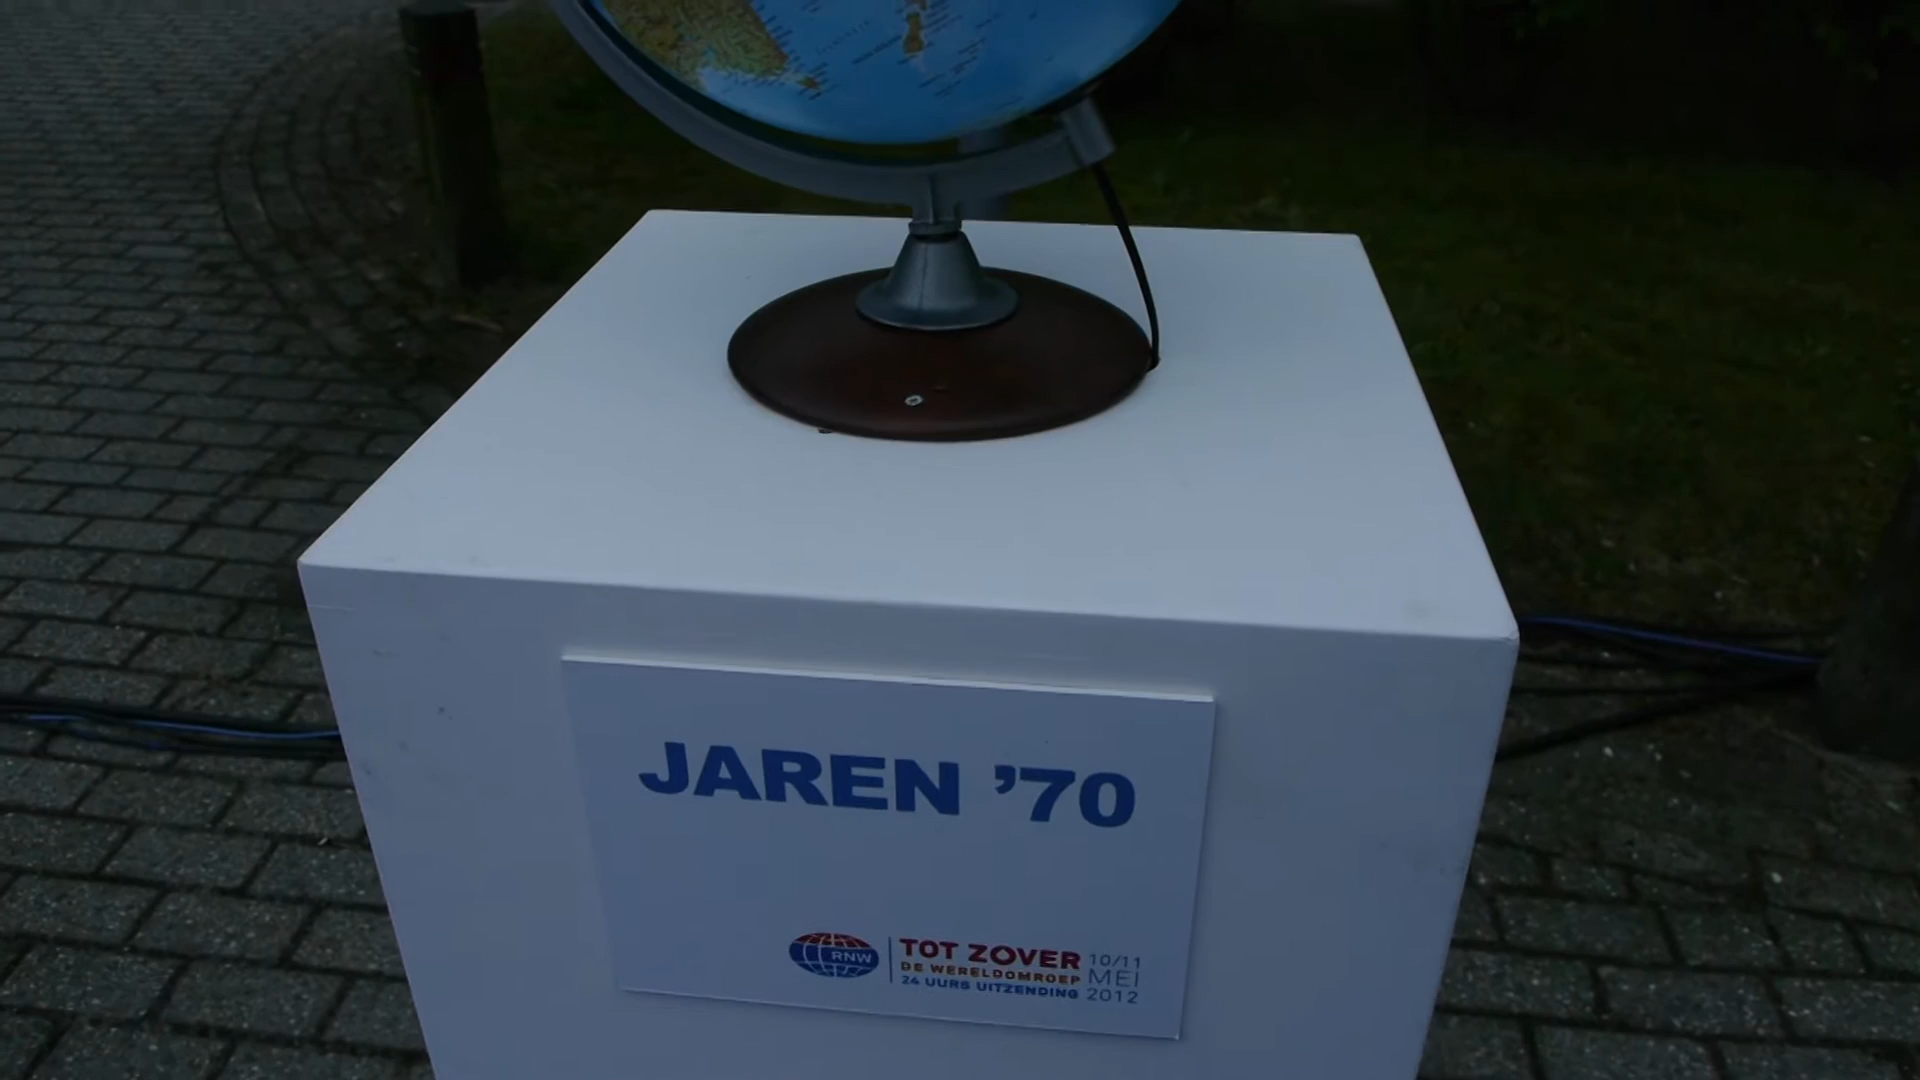 JAREN '70
RNW
TOT ZOVER
DE WERELDOMROEP
24 UURS UITZENDING
10/11
MEI
2012